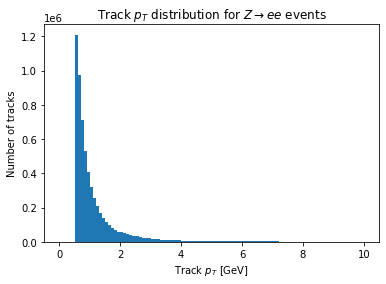 Track $p_T$ distribution for $Z \rightarrow ee$ events
1e6
1.2
1.0
0.8
0.6
0.4
0.2
0.0
Number of tracks
0 2 4 6 8 10
Track $p_T$ [GeV]